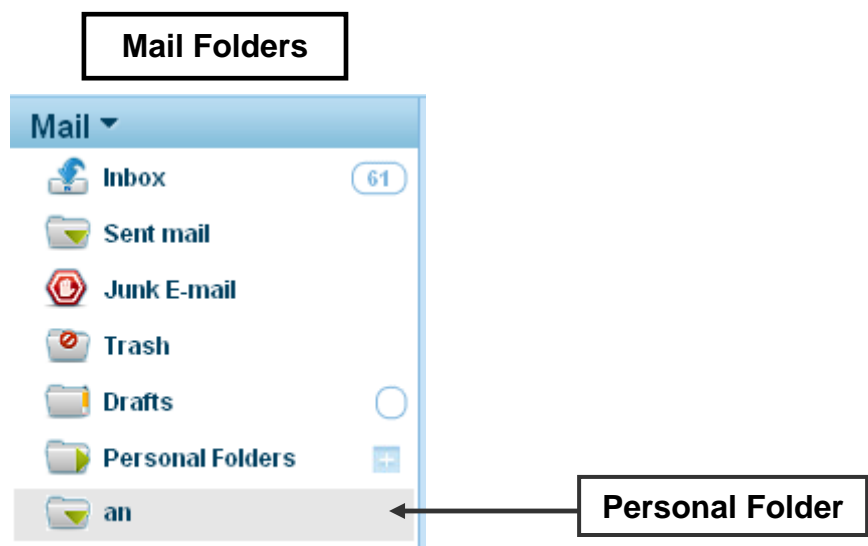 Mail Folders
Mail
Inbox 61
Sent mail
Junk E-mail
Trash
Drafts
Personal Folders
an
Personal Folder